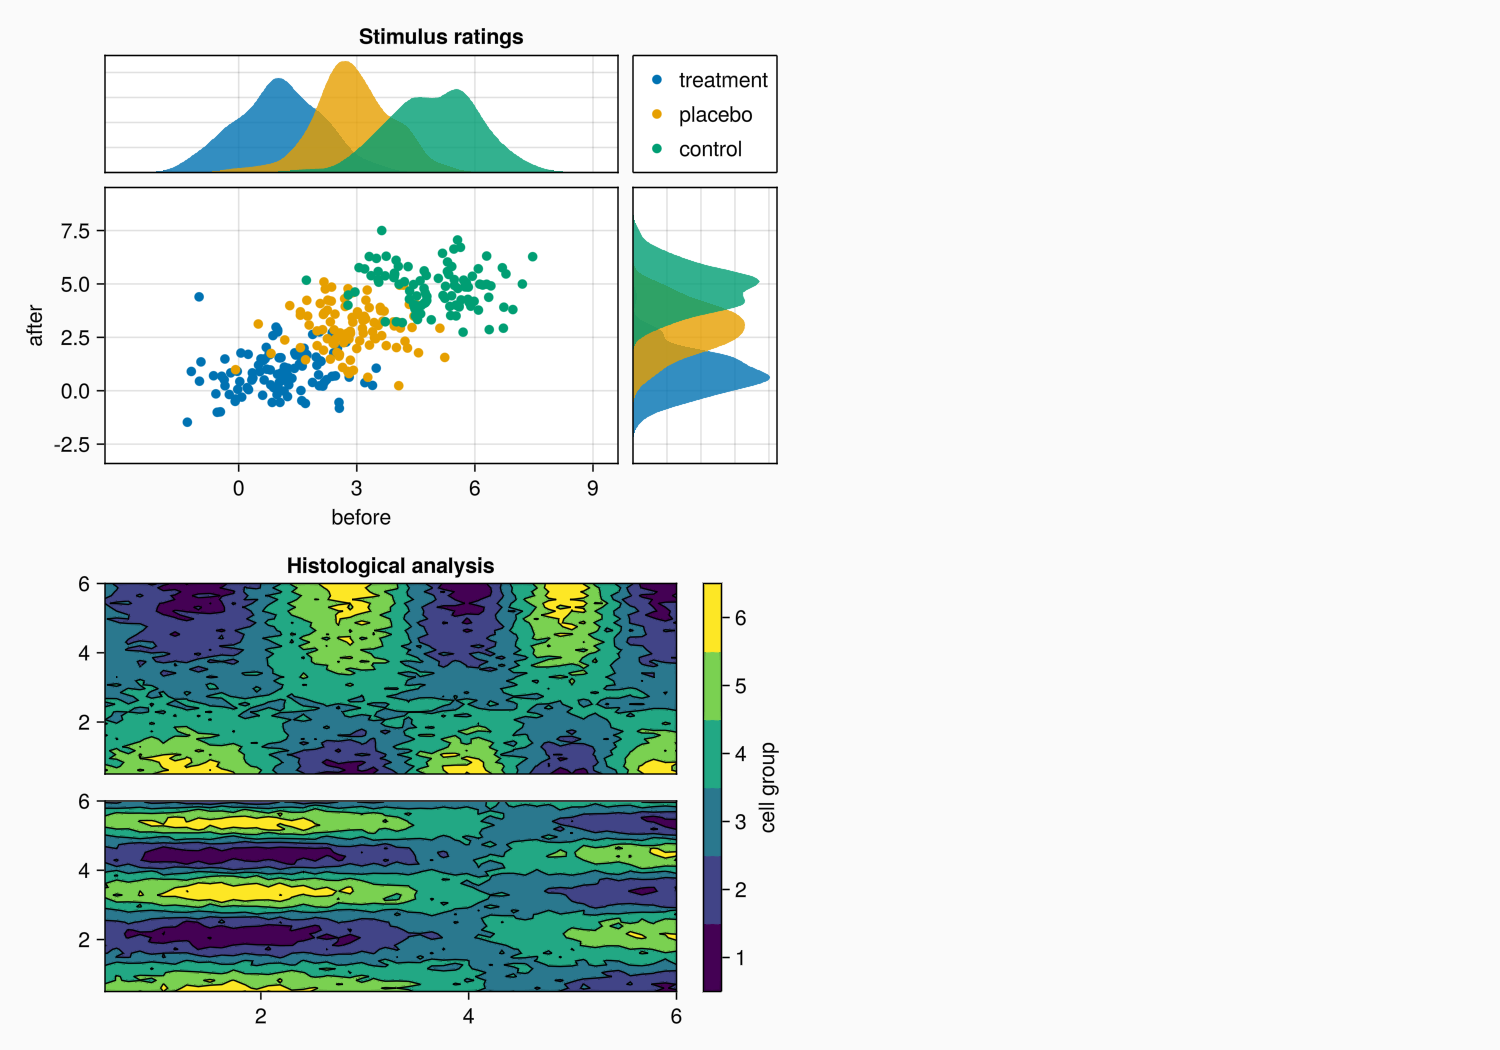 Stimulus ratings
treatment
placebo
control
7.5
5.0
2.5
0.0
-2.5
after
0 3 6 9
before
Histological analysis
6
4
2
6
4
2
2 4 6
6
5
4
3
2
1
cell group